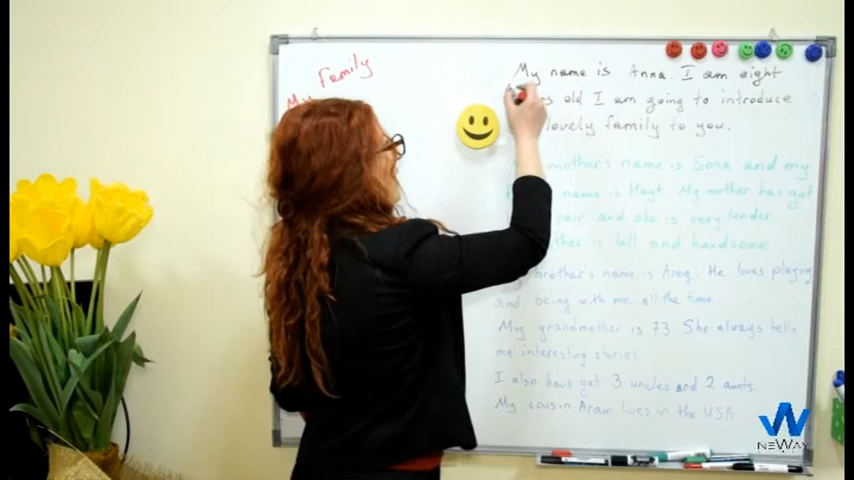 My Family
My name is Anna. I am eight
old I am going to introduce
lovely family to you.
mother's name is Sona and my
name is Hayk. My mother has got
hair and she is very tender
is tall and handsome
brother's name is Areg. He loves playing
and being with me all the time.
My grandmother is 73 She always tells
me interesting stories
I also have got 3 uncles and 2 aunts
My cousin Aram lives in the USA
NEWAY